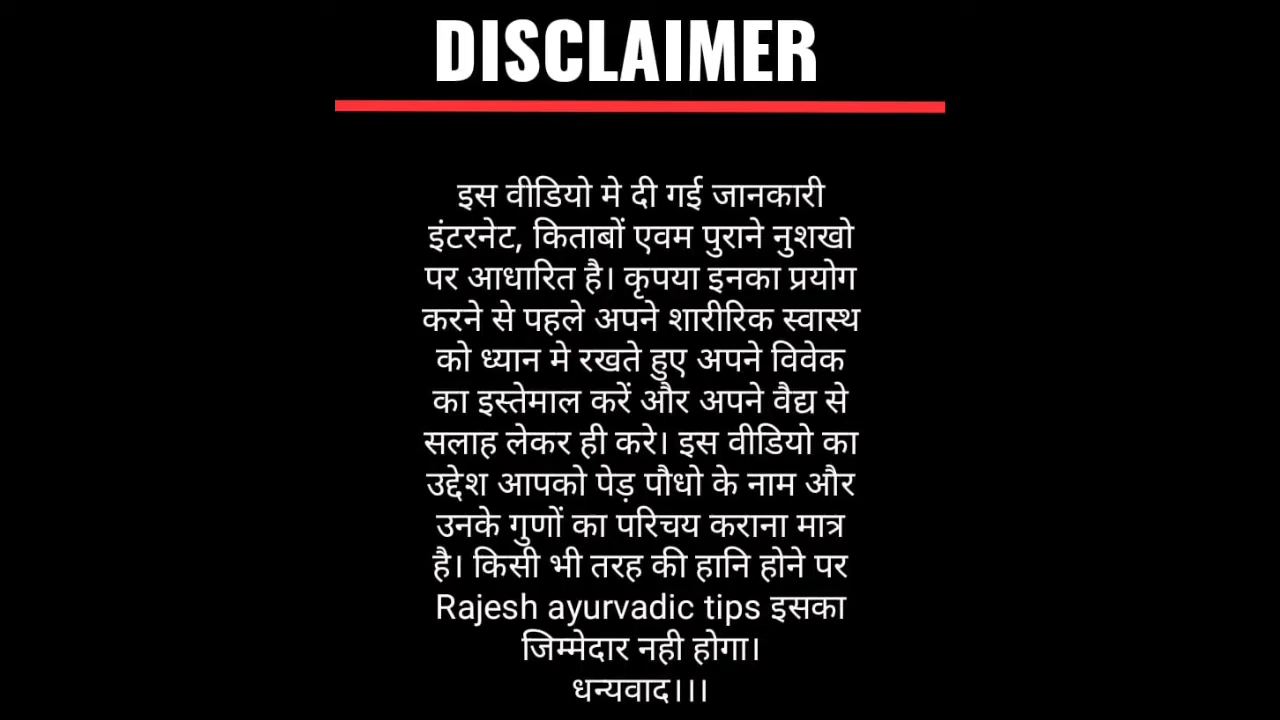 DISCLAIMER
इस वीडियो मे दी गई जानकारी
इंटरनेट, किताबों एवम पुराने नुशखो
पर आधारित है। कृपया इनका प्रयोग
करने से पहले अपने शारीरिक स्वास्थ
को ध्यान मे रखते हुए अपने विवेक
का इस्तेमाल करें और अपने वैद्य से
सलाह लेकर ही करे। इस वीडियो का
उद्देश आपको पेड़ पौधो के नाम और
उनके गुणों का परिचय कराना मात्र
है। किसी भी तरह की हानि होने पर
Rajesh ayurvadic tips इसका
जिम्मेदार नही होगा।
धन्यवाद।।।